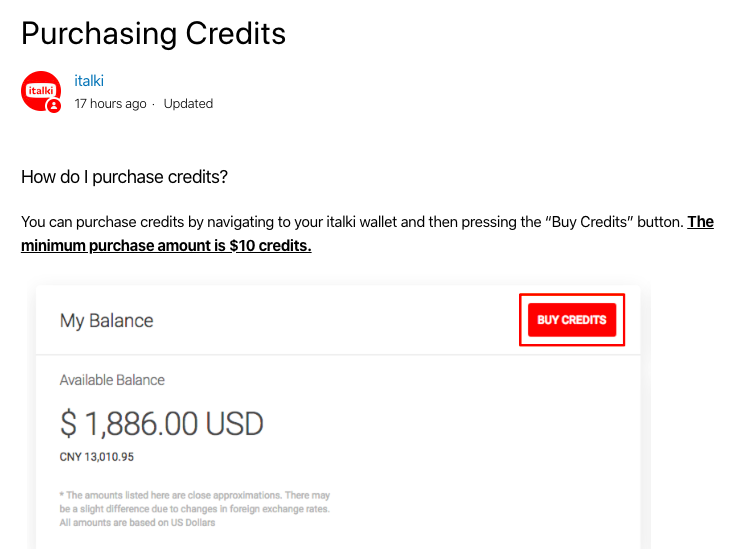 Purchasing Credits
italki
italki
17 hours ago · Updated
How do I purchase credits?
You can purchase credits by navigating to your italki wallet and then pressing the “Buy Credits” button. The
minimum purchase amount is $10 credits.
My Balance
BUY CREDITS
Available Balance
$ 1,886.00 USD
CNY 13,010.95
* The amounts listed here are close approximations. There may
be a slight difference due to changes in foreign exchange rates.
All amounts are based on US Dollars